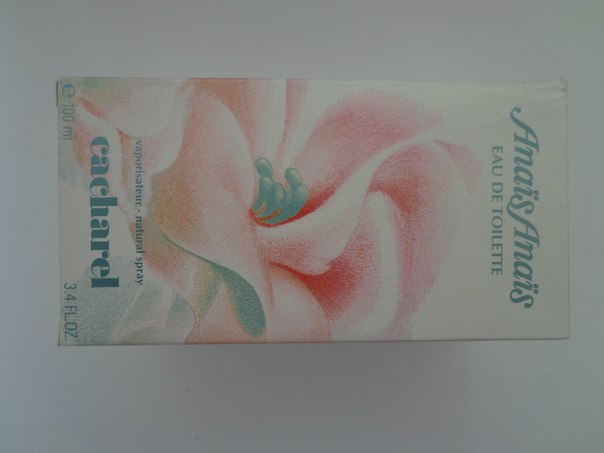 Anaïs Anaïs
EAU DE TOILETTE
vaporisateur - natural spray
cacharel
e 100 ml
3.4 FL.OZ.